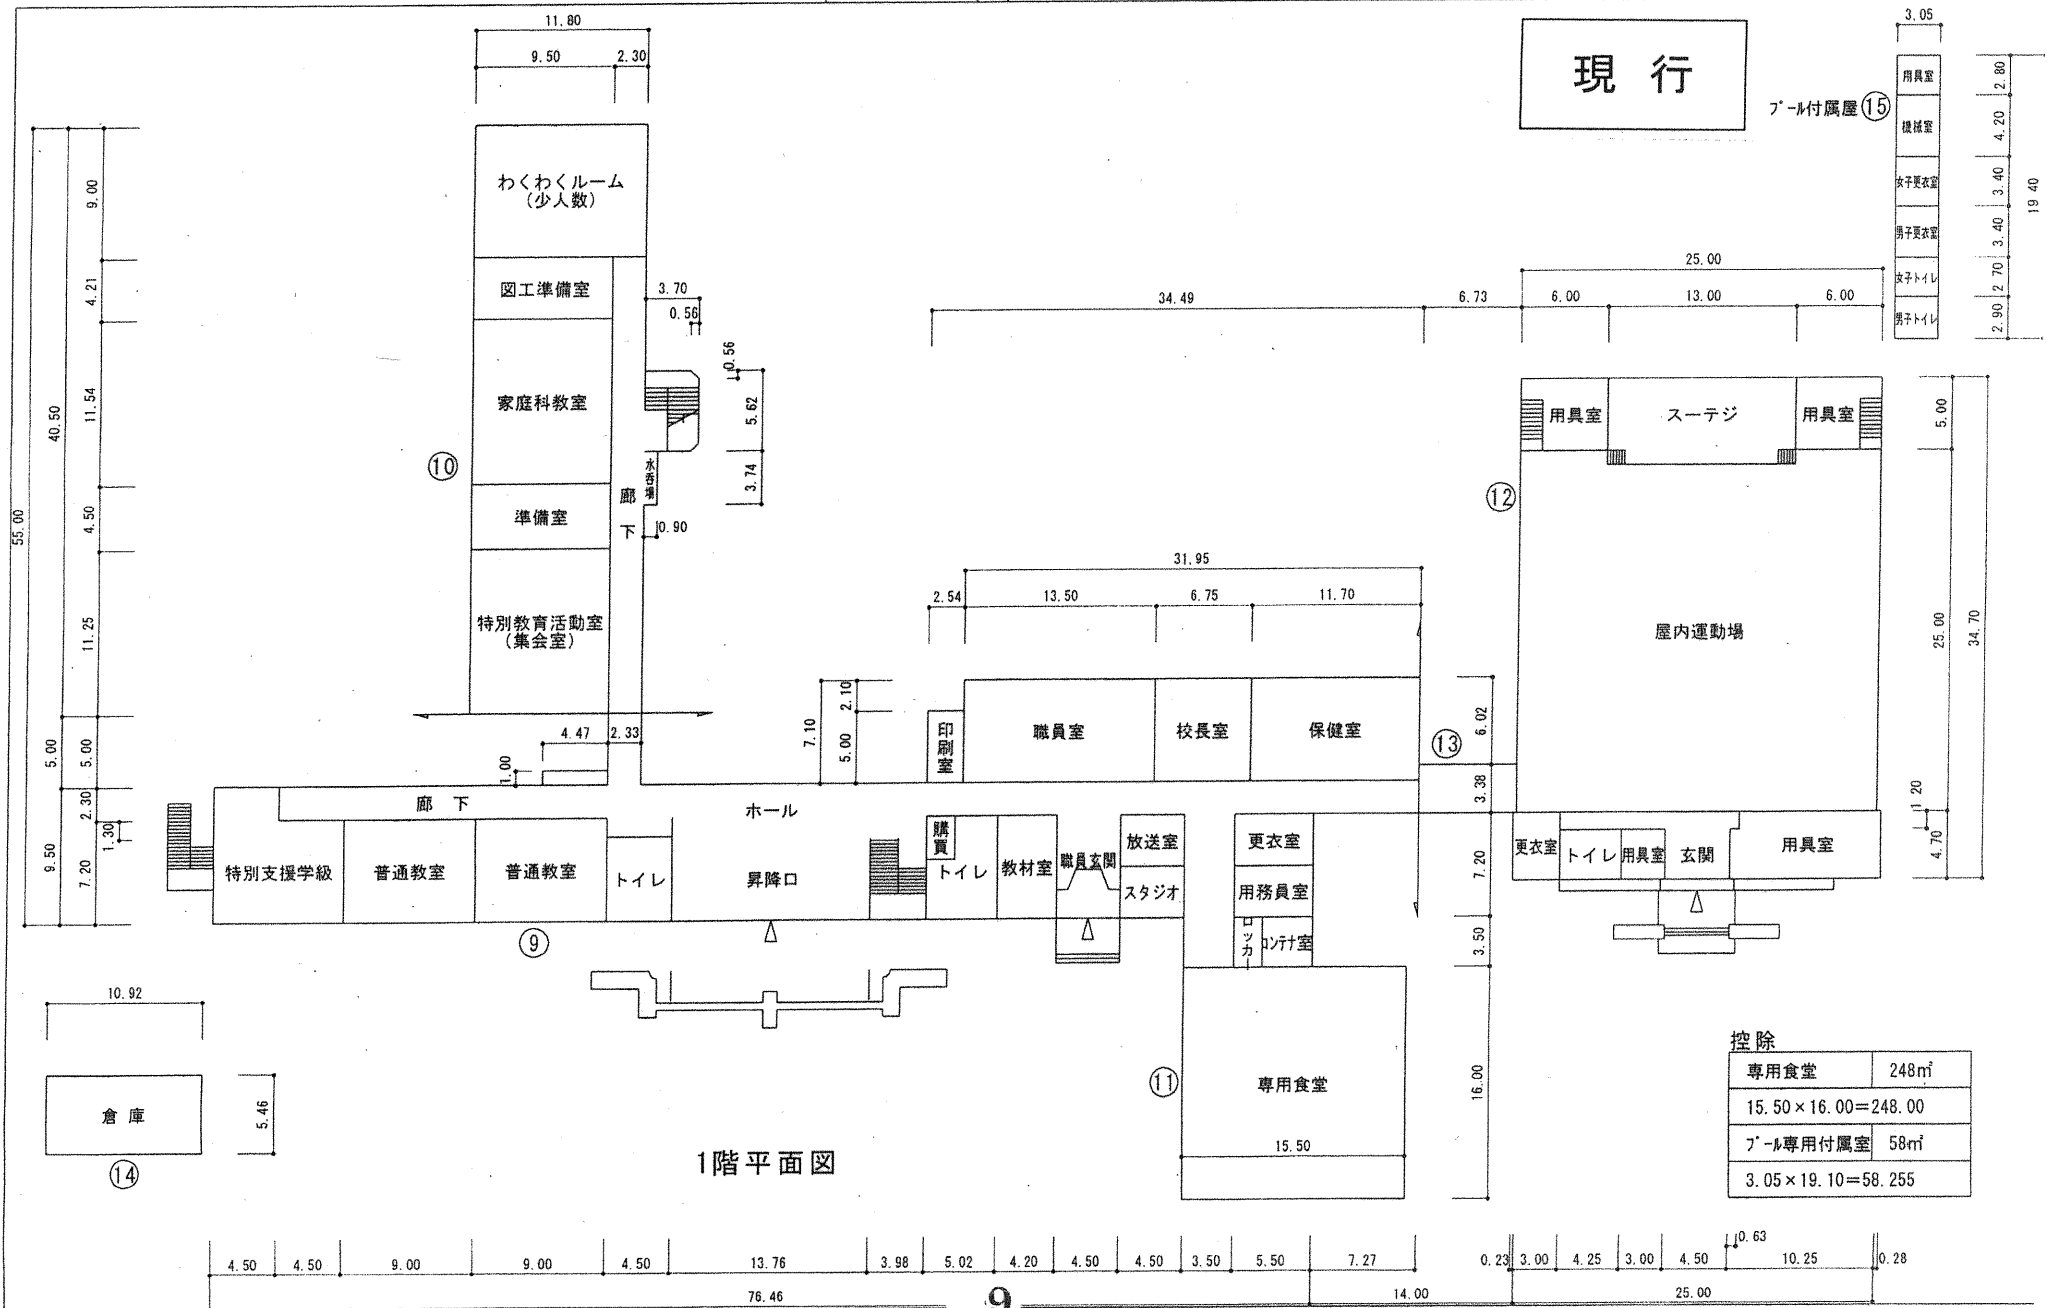 11.80
9.50
2.30
現行
プール付属屋
⑮
3.05
用具室
機械室
女子更衣室
男子更衣室
女子トイレ
男子トイレ
2.80
4.20
3.40
3.40
2 70
2.90
19 40
わくわくルーム
(少人数)
図工準備室
家庭科教室
準備室
特別教育活動室
(集会室)
⑩
廊下
水呑場
3.70
0.56
0.56
5.62
3.74
0.90
55.00
40.50
9.00
4.21
11.54
4.50
11.25
5.00
5.00
9.50
2.30
1.30
7.20
34.49
6.73
25.00
6.00
13.00
6.00
用具室
スーテジ
用具室
⑫
屋内運動場
5.00
25.00
34.70
1 20
4.70
31.95
2.54
13.50
6.75
11.70
7.10
2.10
5.00
印刷室
職員室
校長室
保健室
⑬
6.02
3.38
7.20
3.50
16.00
4.47
2.33
1.00
廊下
ホール
特別支援学級
普通教室
普通教室
トイレ
昇降口
購買
トイレ
教材室
職員玄関
放送室
スタジオ
更衣室
用務員室
ロッカー
コンテナ室
更衣室
トイレ
用具室
玄関
用具室
⑨
10.92
倉庫
5.46
⑭
1階平面図
⑪
専用食堂
15.50
控除
専用食堂 248㎡
15.50×16.00=248.00
プール専用付属室 58㎡
3.05×19.10=58.255
4.50 4.50 9.00 9.00 4.50 13.76 3.98 5.02 4.20 4.50 4.50 3.50 5.50 7.27 0.23 3.00 4.25 3.00 4.50 0.63 10.25 0.28
76.46 9 14.00 25.00